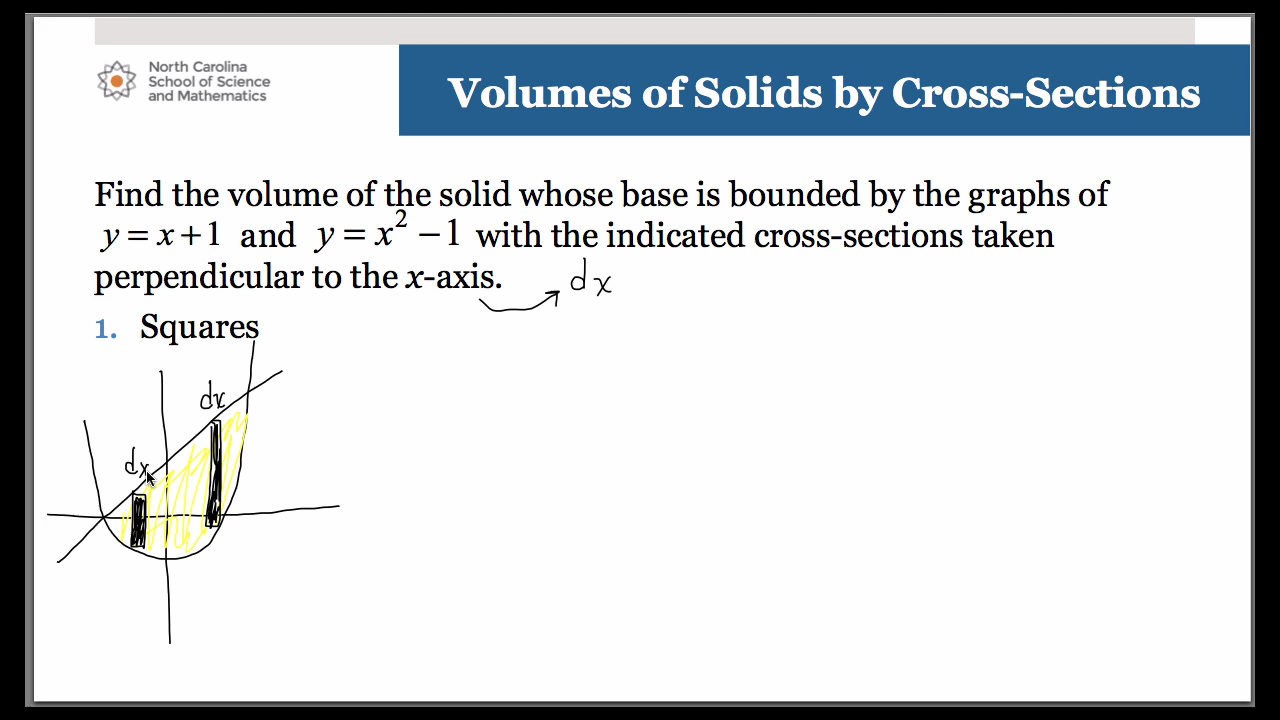 North Carolina
School of Science
and Mathematics
Volumes of Solids by Cross-Sections
Find the volume of the solid whose base is bounded by the graphs of
y = x + 1 and y = x² − 1 with the indicated cross-sections taken
perpendicular to the x-axis.
dx
1. Squares
dx
dx